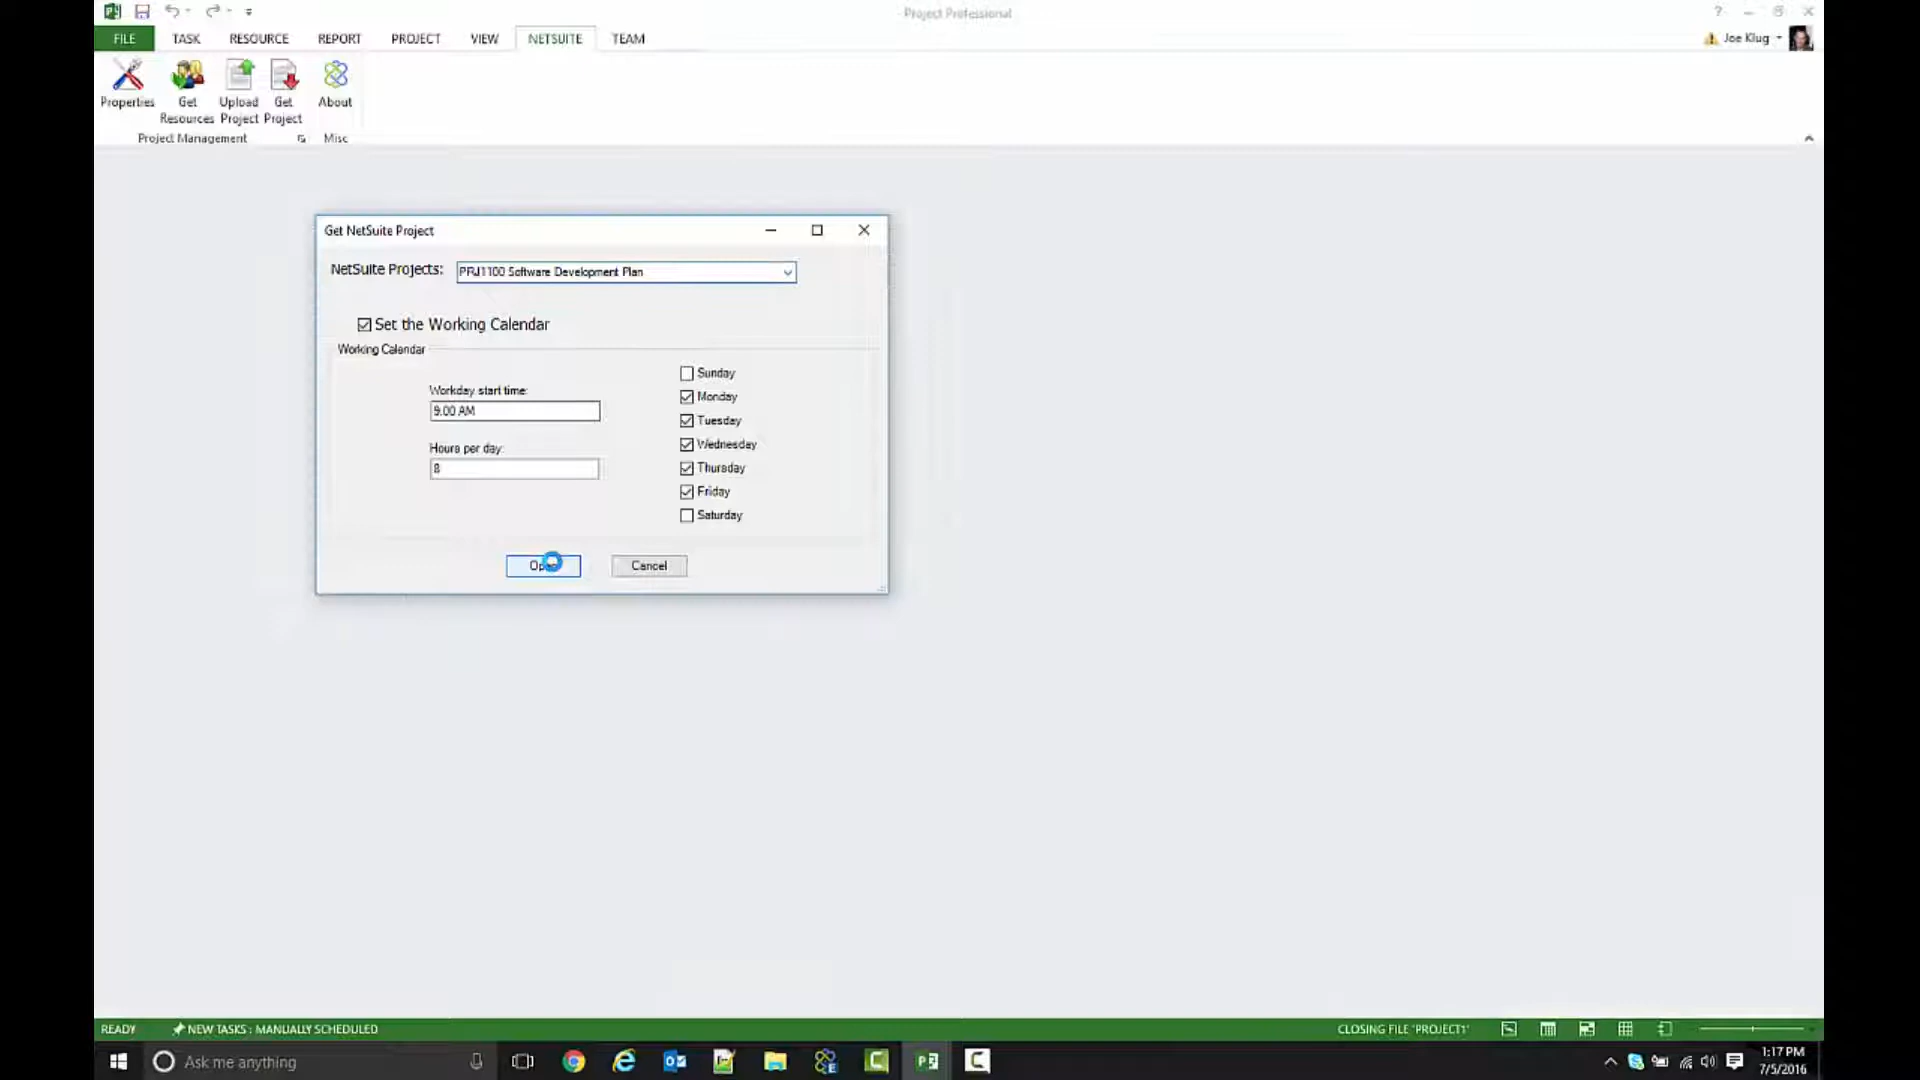 Project Professional
FILE TASK RESOURCE REPORT PROJECT VIEW NETSUITE TEAM
Joe Klug
Properties
Get Resources
Upload Project
Get Project
About
Project Management
Misc
Get NetSuite Project
NetSuite Projects: PRJ1100 Software Development Plan
Set the Working Calendar
Working Calendar
Workday start time:
9:00 AM
Hours per day:
8
Sunday
Monday
Tuesday
Wednesday
Thursday
Friday
Saturday
Cancel
READY NEW TASKS : MANUALLY SCHEDULED CLOSING FILE 'PROJECT1'
Ask me anything
1:17 PM
7/5/2016